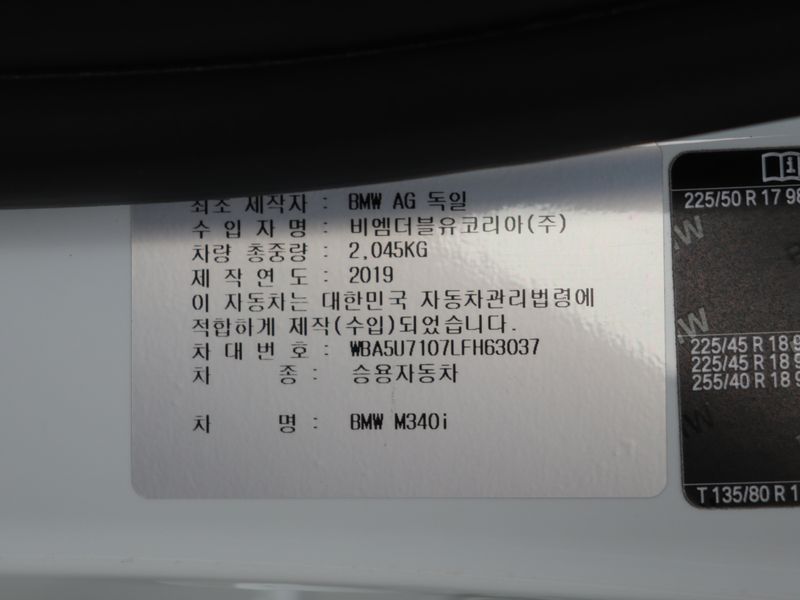 최초 제작자 : BMW AG 독일
수 입 자 명 : 비엠더블유코리아(주)
차량 총중량 : 2,045KG
제 작 연 도 : 2019
이 자동차는 대한민국 자동차관리법령에
적합하게 제작(수입)되었습니다.
차 대 번 호 : WBA5U7107LFH63037
차 종 : 승용자동차
차 명 : BMW M340i
225/50 R 17 98
225/45 R 18 9
225/45 R 18 9
255/40 R 18 9
T 135/80 R 1